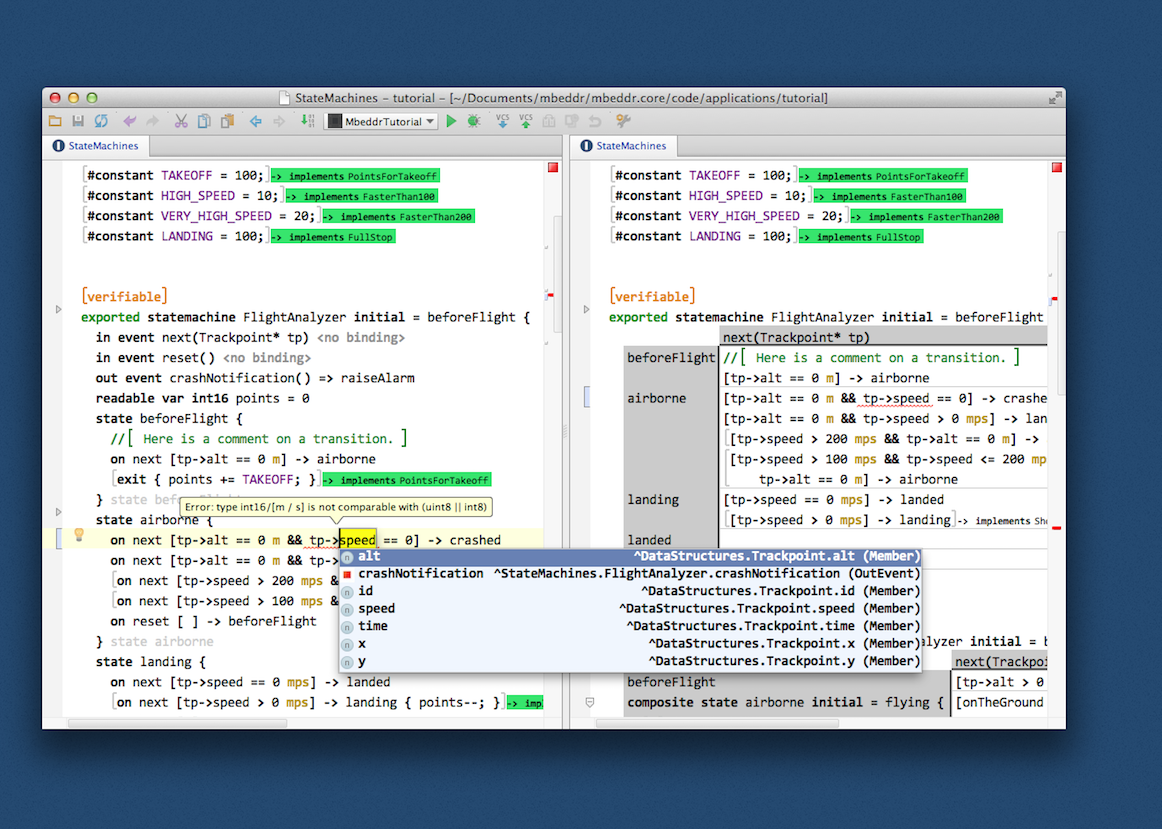 StateMachines – tutorial – [~/Documents/mbeddr/mbeddr.core/code/applications/tutorial]
MbeddrTutorial
VCS VCS
StateMachines
[#constant TAKEOFF = 100;] -> implements PointsForTakeoff
[#constant HIGH_SPEED = 10;] -> implements FasterThan100
[#constant VERY_HIGH_SPEED = 20;] -> implements FasterThan200
[#constant LANDING = 100;] -> implements FullStop
[verifiable]
exported statemachine FlightAnalyzer initial = beforeFlight {
in event next(Trackpoint* tp) <no binding>
in event reset() <no binding>
out event crashNotification() => raiseAlarm
readable var int16 points = 0
state beforeFlight {
//[ Here is a comment on a transition. ]
on next [tp->alt == 0 m] -> airborne
[exit { points += TAKEOFF; }] -> implements PointsForTakeoff
} state
Error: type int16/[m / s] is not comparable with (uint8 || int8)
state airborne {
on next [tp->alt == 0 m && tp->speed == 0] -> crashed
on next [tp->alt == 0 m && tp->
[on next [tp->speed > 200 mps
[on next [tp->speed > 100 mps
on reset [ ] -> beforeFlight
} state airborne
state landing {
on next [tp->speed == 0 mps] -> landed
[on next [tp->speed > 0 mps] -> landing { points--; }] -> imp
alt ^DataStructures.Trackpoint.alt (Member)
crashNotification ^StateMachines.FlightAnalyzer.crashNotification (OutEvent)
id ^DataStructures.Trackpoint.id (Member)
speed ^DataStructures.Trackpoint.speed (Member)
time ^DataStructures.Trackpoint.time (Member)
x ^DataStructures.Trackpoint.x (Member)
y ^DataStructures.Trackpoint.y (Member)
StateMachines
[#constant TAKEOFF = 100;] -> implements PointsForTakeoff
[#constant HIGH_SPEED = 10;] -> implements FasterThan100
[#constant VERY_HIGH_SPEED = 20;] -> implements FasterThan200
[#constant LANDING = 100;] -> implements FullStop
[verifiable]
exported statemachine FlightAnalyzer initial = beforeFlight
next(Trackpoint* tp)
beforeFlight //[ Here is a comment on a transition. ]
[tp->alt == 0 m] -> airborne
airborne [tp->alt == 0 m && tp->speed == 0] -> crashe
[tp->alt == 0 m && tp->speed > 0 mps] -> lan
[[tp->speed > 200 mps && tp->alt == 0 m] ->
[[tp->speed > 100 mps && tp->speed <= 200 mp
tp->alt == 0 m] -> airborne
landing [tp->speed == 0 mps] -> landed
[[tp->speed > 0 mps] -> landing] -> implements Sho
landed
alyzer initial = b
next(Trackpoi
beforeFlight [tp->alt > 0
composite state airborne initial = flying { [onTheGround